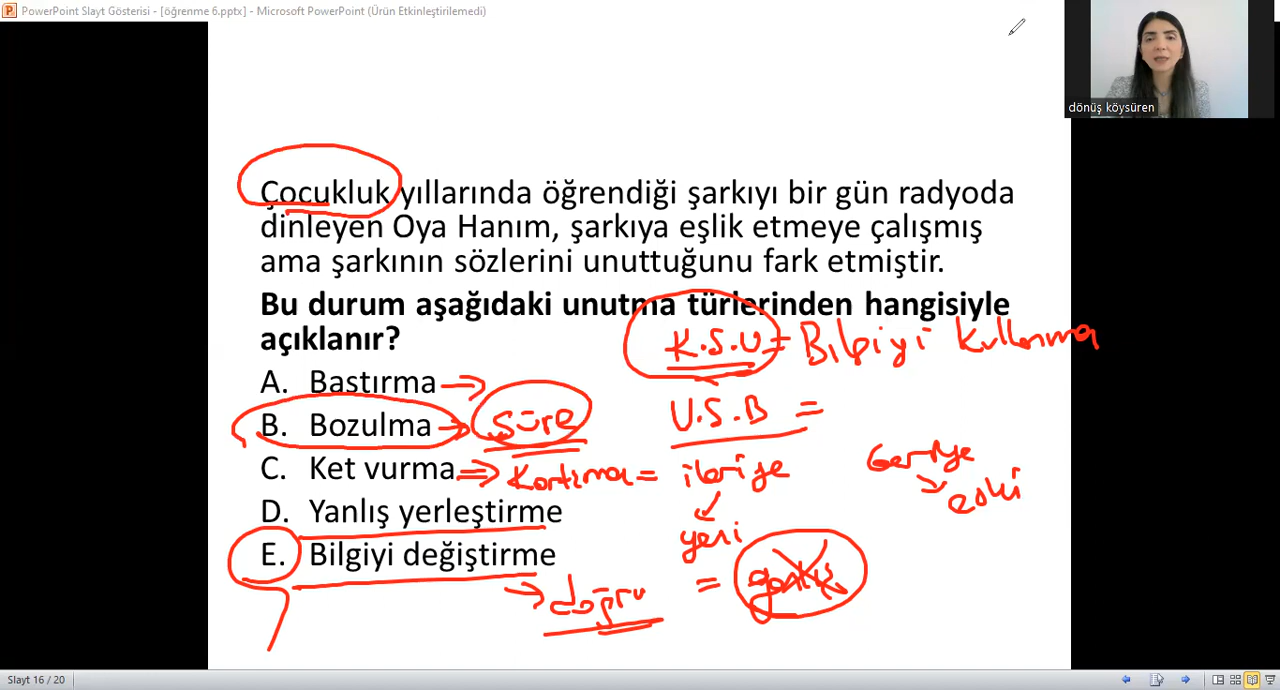 PowerPoint Slayt Gösterisi - [öğrenme 6.pptx] - Microsoft PowerPoint (Ürün Etkinleştirilemedi)
dönüş köysüren
Çocukluk yıllarında öğrendiği şarkıyı bir gün radyoda
dinleyen Oya Hanım, şarkıya eşlik etmeye çalışmış
ama şarkının sözlerini unuttuğunu fark etmiştir.
Bu durum aşağıdaki unutma türlerinden hangisiyle
açıklanır?
K.S.U = Bilgiyi kullanma
A. Bastırma
B. Bozulma süre
U.S.B =
C. Ket vurma karıştırma = ileriye
Geriye
eski
D. Yanlış yerleştirme
yeni
E. Bilgiyi değiştirme
doğru =
Slayt 16 / 20